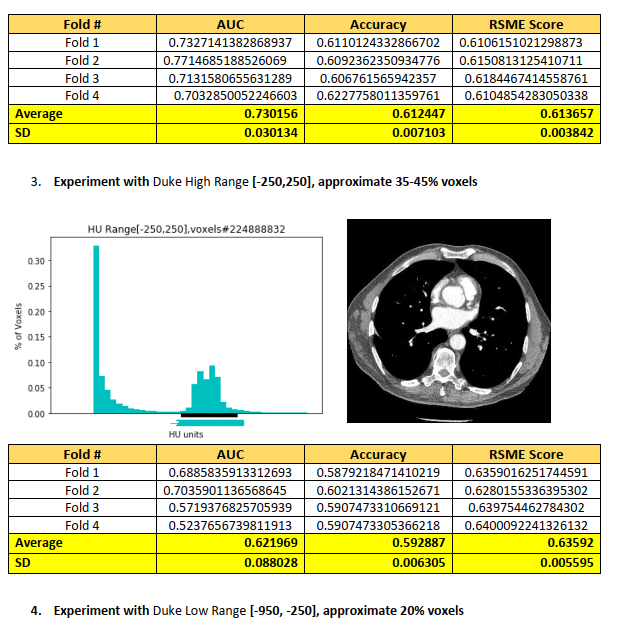 Fold # AUC Accuracy RSME Score
Fold 1 0.7327141382868937 0.6110124332866702 0.6106151021298873
Fold 2 0.7714685188526069 0.6092362350934776 0.6150813125410711
Fold 3 0.7131580655631289 0.606761565942357 0.6184467414558761
Fold 4 0.7032850052246603 0.6227758011359761 0.6104854283050338
Average 0.730156 0.612447 0.613657
SD 0.030134 0.007103 0.003842
3. Experiment with Duke High Range [-250,250], approximate 35-45% voxels
HU Range[-250,250],voxels#224888832
% of Voxels
0.30
0.25
0.20
0.15
0.10
0.05
0.00
HU units
Fold # AUC Accuracy RSME Score
Fold 1 0.6885835913312693 0.5879218471410219 0.6359016251744591
Fold 2 0.7035901136568645 0.6021314386152671 0.6280155336395302
Fold 3 0.5719376825705939 0.5907473310669121 0.639754462784302
Fold 4 0.5237656739811913 0.5907473305366218 0.6400092241326132
Average 0.621969 0.592887 0.63592
SD 0.088028 0.006305 0.005595
4. Experiment with Duke Low Range [-950, -250], approximate 20% voxels